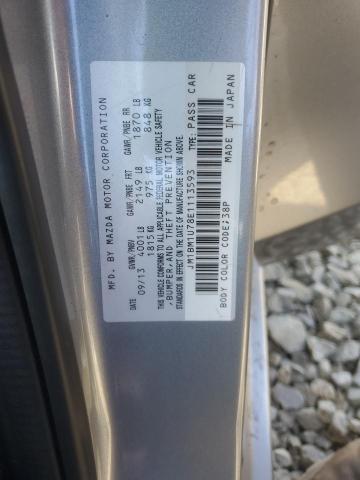 MFD. BY MAZDA MOTOR CORPORATION
DATE GVWR/PNBV GAWR/PNBE FRT GAWR/PNBE RR
09/13 4001 LB 2149 LB 1870 LB
1815 KG 975 KG 848 KG
THIS VEHICLE CONFORMS TO ALL APPLICABLE FEDERAL MOTOR VEHICLE SAFETY
,BUMPER,AND THEFT PREVENTION
STANDARDS IN EFFECT ON THE DATE OF MANUFACTURE SHOWN ABOVE.
JM1BM1U78E1113593 TYPE: PASS CAR
BODY COLOR CODE:38P MADE IN JAPAN